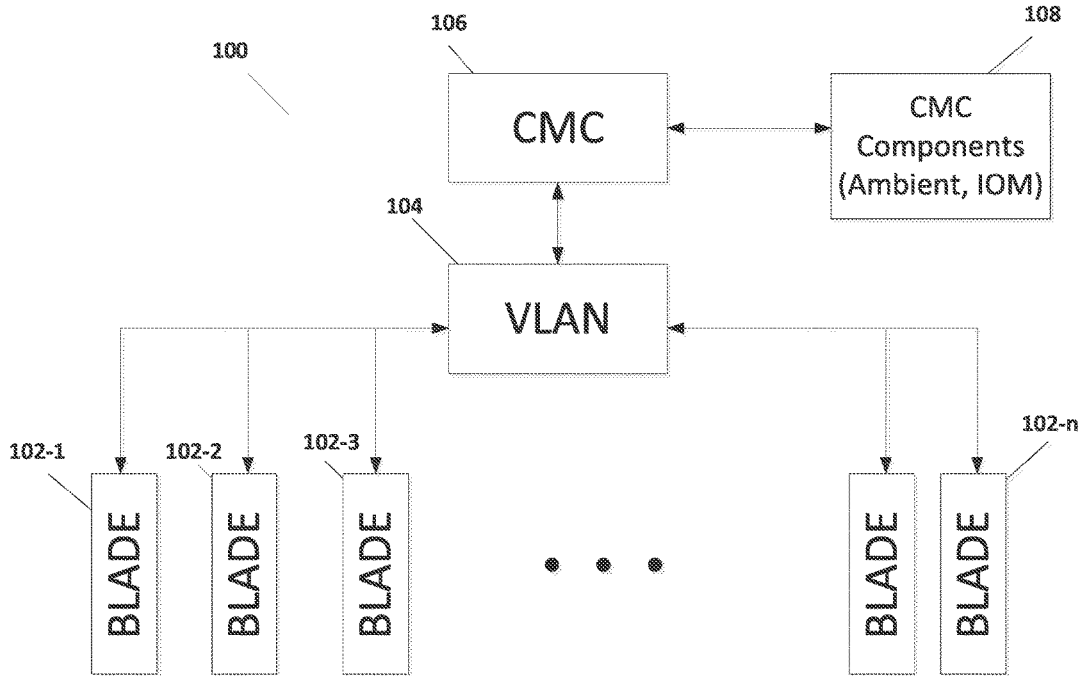 100
106
108
CMC
CMC
Components
(Ambient, IOM)
104
VLAN
102-1
102-2
102-3
102-n
BLADE
BLADE
BLADE
BLADE
BLADE